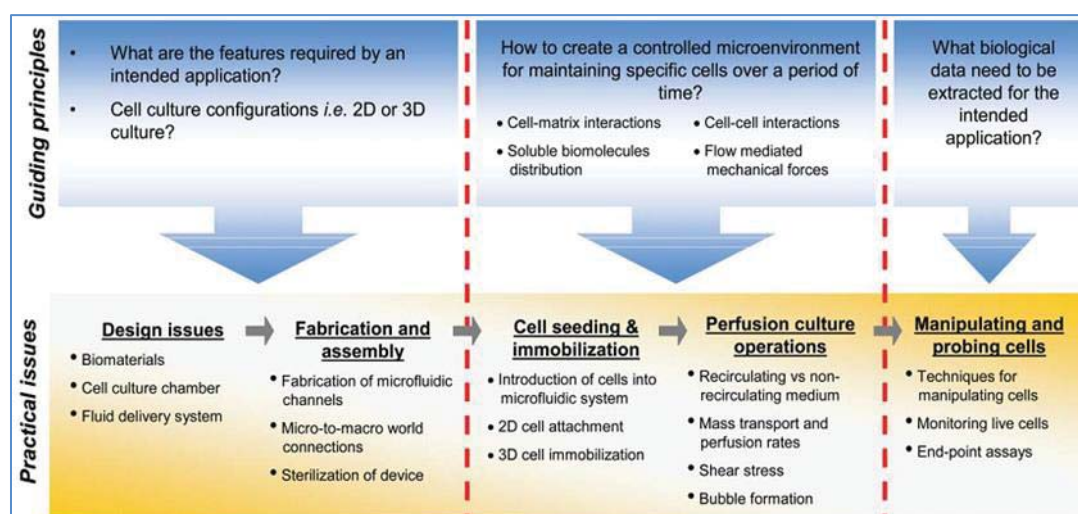 Guiding principles
• What are the features required by an
intended application?
• Cell culture configurations i.e. 2D or 3D
culture?
How to create a controlled microenvironment
for maintaining specific cells over a period of
time?
• Cell-matrix interactions
• Soluble biomolecules
distribution
• Cell-cell interactions
• Flow mediated
mechanical forces
What biological
data need to be
extracted for the
intended
application?
Practical issues
Design issues
• Biomaterials
• Cell culture chamber
• Fluid delivery system
Fabrication and
assembly
• Fabrication of microfluidic
channels
• Micro-to-macro world
connections
• Sterilization of device
Cell seeding &
immobilization
• Introduction of cells into
microfluidic system
• 2D cell attachment
• 3D cell immobilization
Perfusion culture
operations
• Recirculating vs non-
recirculating medium
• Mass transport and
perfusion rates
• Shear stress
• Bubble formation
Manipulating and
probing cells
• Techniques for
manipulating cells
• Monitoring live cells
• End-point assays